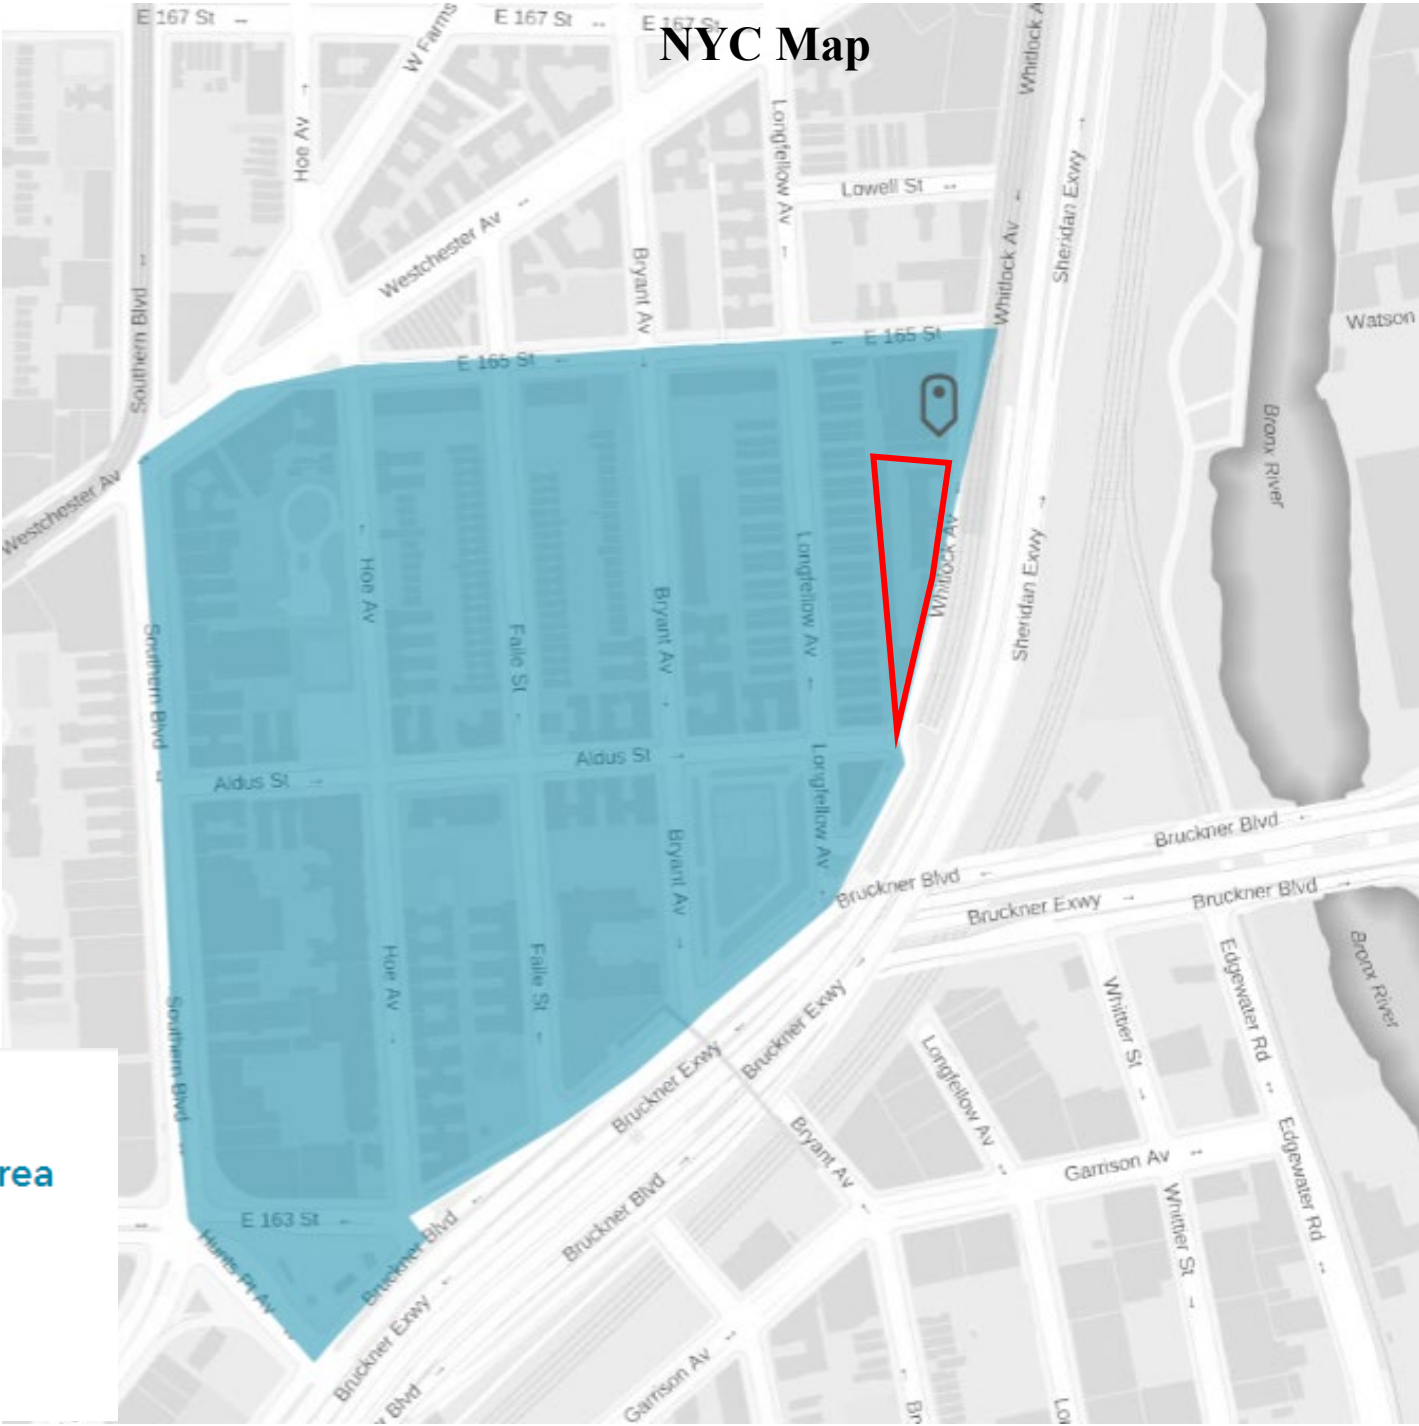 E 167 St
E 167 St
E 167 St
NYC Map
W Farms
Hoe Av
Longfellow Av
Whitlock A
Lowell St
Sheridan Exwy
Westchester Av
Bryant Av
Whitlock Av
Southern Blvd
Watson
E 165 St
E 165 St
Bronx River
Westchester Av
Hoe Av
Longfellow Av
Whitlock Av
Sheridan Exwy
Southern Blvd
Faile St
Bryant Av
Aldus St
Aldus St
Longfellow Av
Bruckner Blvd
Bryant Av
Bruckner Blvd
Bruckner Exwy
Bruckner Blvd
Hoe Av
Faile St
Bronx River
Edgewater Rd
Whittier St
Southern Blvd
Bruckner Exwy
Bruckner Exwy
Longfellow Av
rea
Bryant Av
Garrison Av
Edgewater Rd
Whittier St
E 163 St
Bruckner Blvd
Bruckner Blvd
Hunts Pt Av
Bruckner Exwy
Garrison Av
r Blvd
Br
Lo